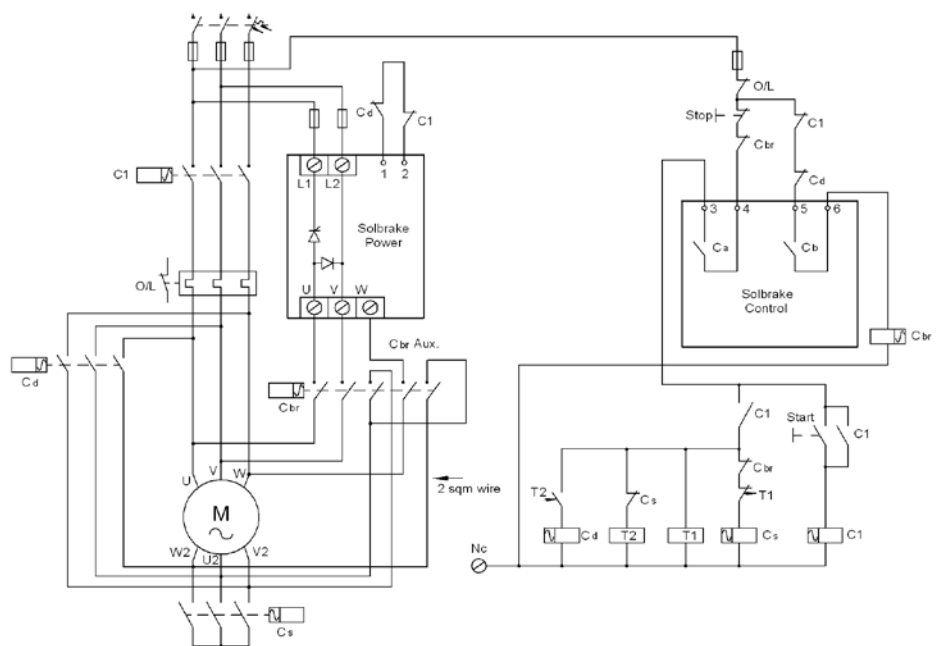 O/L
Cd
C1
Stop
C1
C1
Cbr
L1 L2
1 2
Cd
3 4 5 6
Solbrake
Power
Ca
Cb
O/L
U V W
Solbrake
Control
Cbr Aux.
Cbr
Cd
Cbr
C1
Start
C1
V
U
W
Cbr
2 sqm wire
T2
Cs
T1
M
W2
U2
V2
Cd
T2
T1
Cs
C1
Nc
Cs